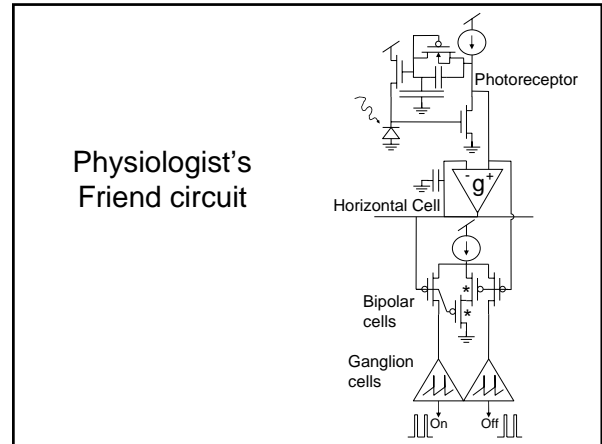 Physiologist's
Friend circuit
Photoreceptor
- g +
Horizontal Cell
*
*
Bipolar
cells
Ganglion
cells
On Off